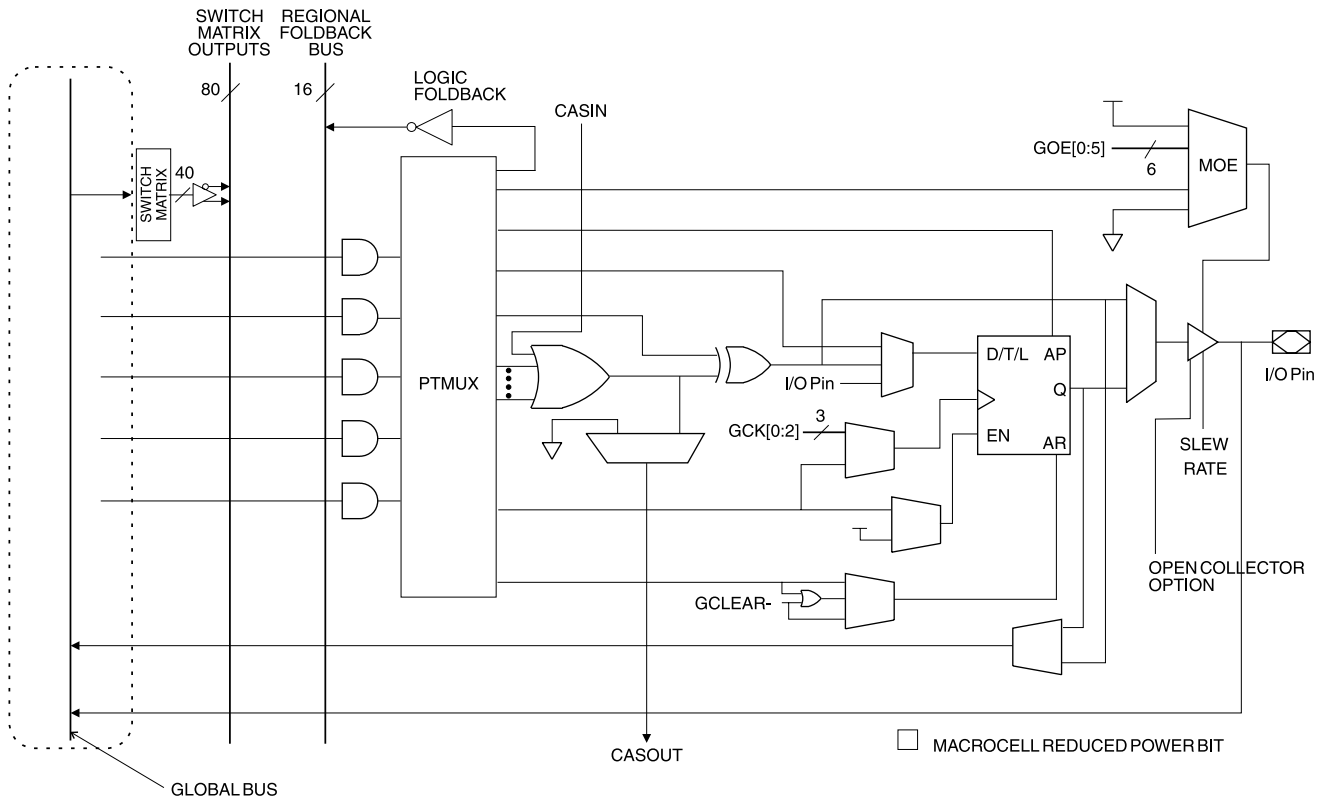 SWITCH
MATRIX
OUTPUTS
REGIONAL
FOLDBACK
BUS
80
16
LOGIC
FOLDBACK
CASIN
GOE[0:5]
6
MOE
SWITCH
MATRIX
40
PTMUX
I/O Pin
D/T/L
AP
Q
EN
AR
I/O Pin
GCK[0:2]
3
SLEW
RATE
OPEN COLLECTOR
OPTION
GCLEAR-
CASOUT
MACROCELL REDUCED POWER BIT
GLOBAL BUS